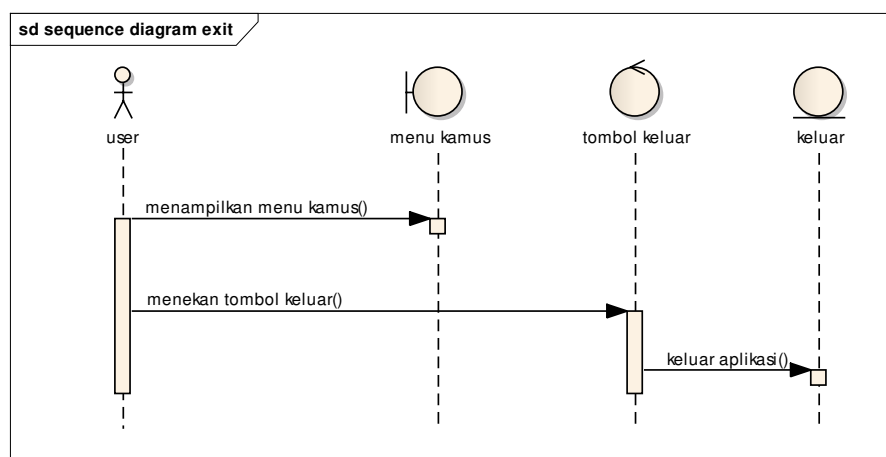 sd sequence diagram exit
user
menu kamus
tombol keluar
keluar
menampilkan menu kamus()
menekan tombol keluar()
keluar aplikasi()